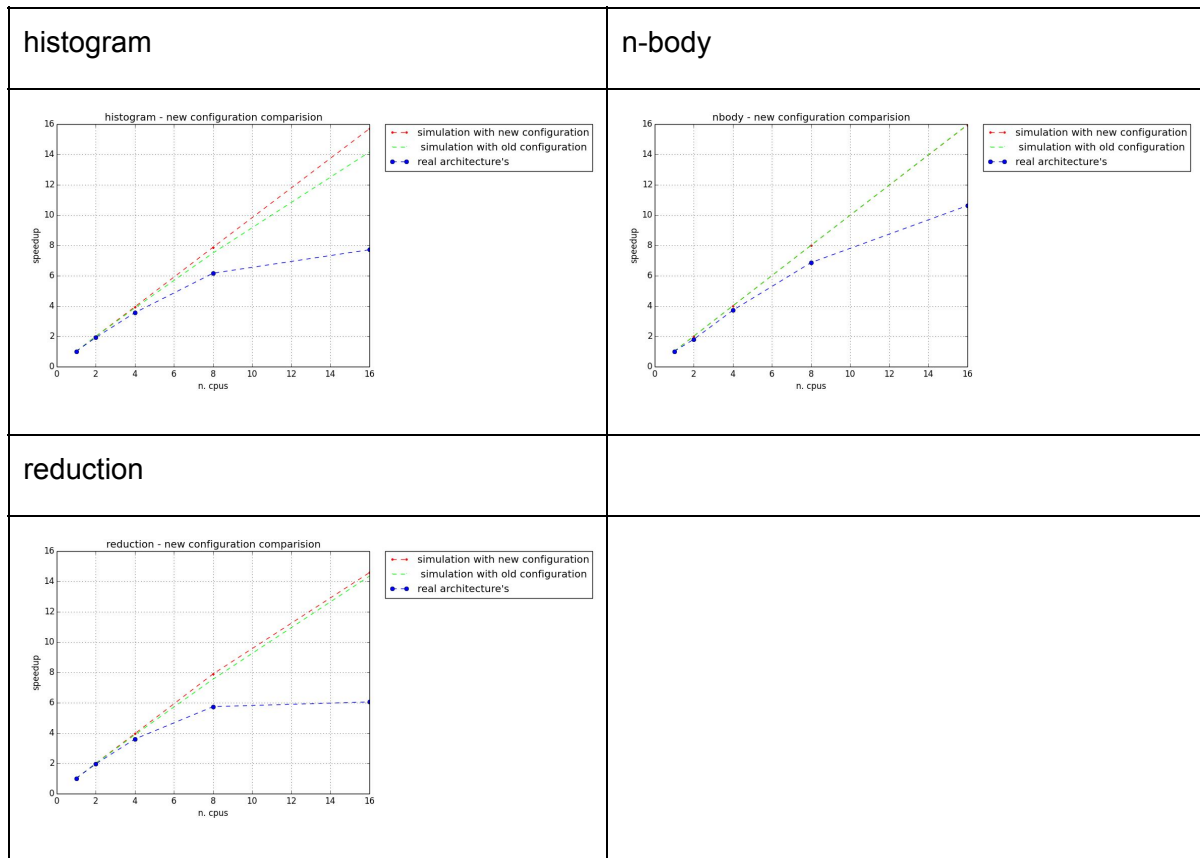 histogram
n-body
histogram - new configuration comparision
16
14
12
10
8
6
4
2
0
speedup
0 2 4 6 8 10 12 14 16
n. cpus
simulation with new configuration
simulation with old configuration
real architecture's
nbody - new configuration comparision
16
14
12
10
8
6
4
2
0
speedup
0 2 4 6 8 10 12 14 16
n. cpus
simulation with new configuration
simulation with old configuration
real architecture's
reduction
reduction - new configuration comparision
16
14
12
10
8
6
4
2
0
speedup
0 2 4 6 8 10 12 14 16
n. cpus
simulation with new configuration
simulation with old configuration
real architecture's